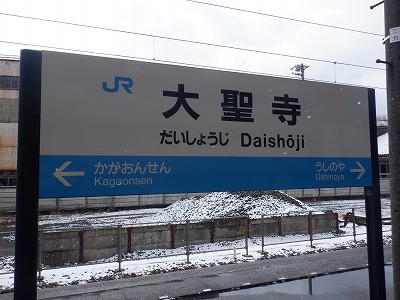 JR
大聖寺
だいしょうじ Daishōji
かがおんせん
Kagaonsen
うしのや
Ushinoya